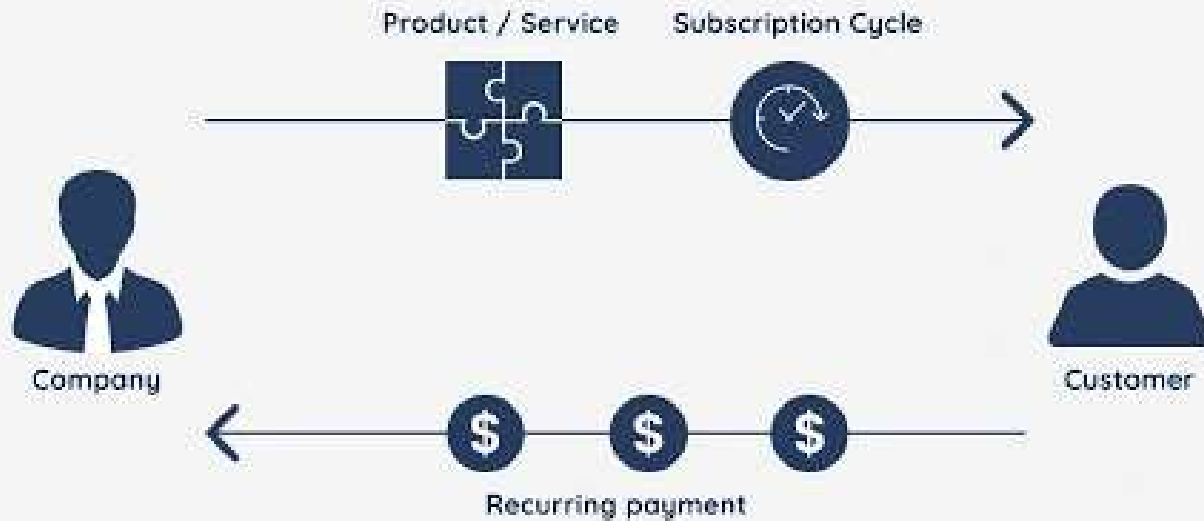 Product / Service
Subscription Cycle
Company
Customer
$ $ $
Recurring payment